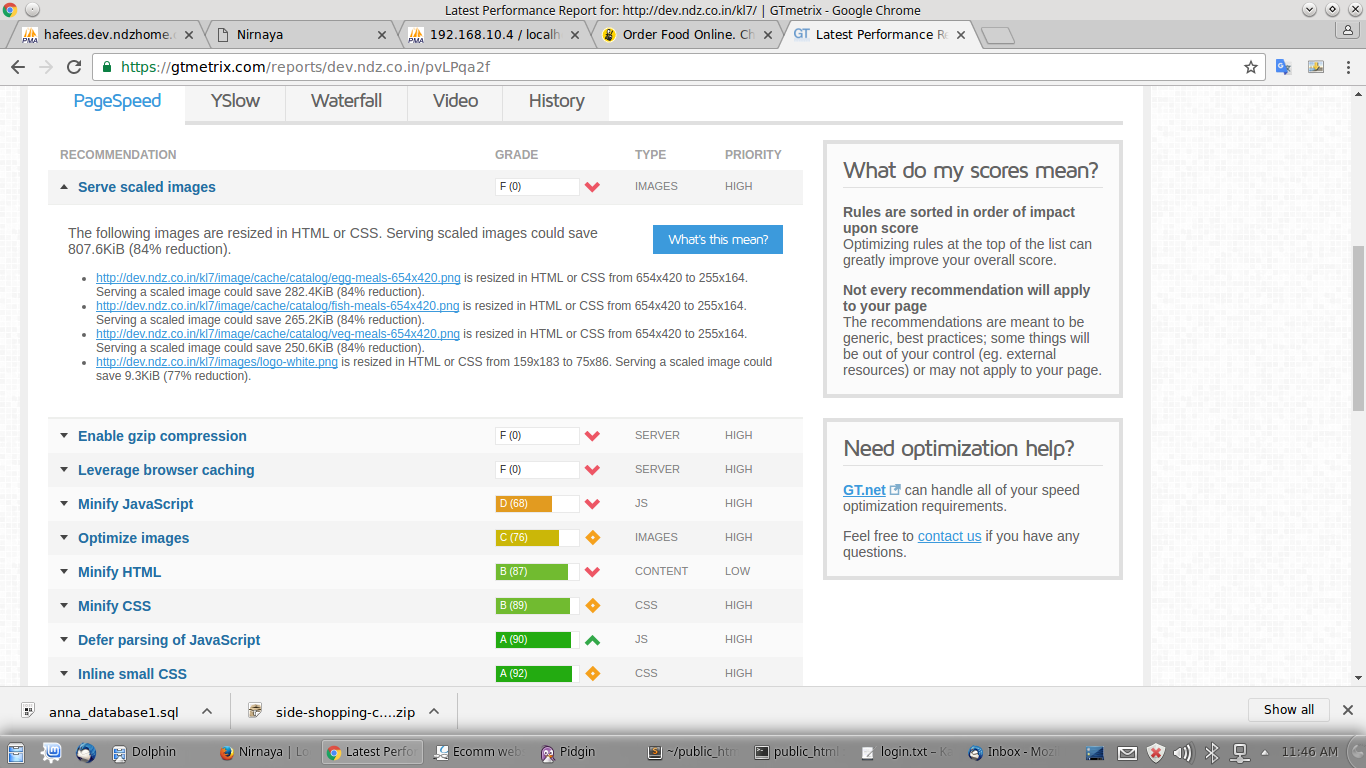 Latest Performance Report for: http://dev.ndz.co.in/kl7/ | GTmetrix - Google Chrome
hafees.dev.ndzhome.
Nirnaya
192.168.10.4 / localh
Order Food Online. Ch
GT Latest Performance Re
https://gtmetrix.com/reports/dev.ndz.co.in/pvLPqa2f
PageSpeed YSlow Waterfall Video History
RECOMMENDATION GRADE TYPE PRIORITY
Serve scaled images F (0) IMAGES HIGH
The following images are resized in HTML or CSS. Serving scaled images could save
807.6KiB (84% reduction).
What's this mean?
• http://dev.ndz.co.in/kl7/image/cache/catalog/egg-meals-654x420.png is resized in HTML or CSS from 654x420 to 255x164.
Serving a scaled image could save 282.4KiB (84% reduction).
• http://dev.ndz.co.in/kl7/image/cache/catalog/fish-meals-654x420.png is resized in HTML or CSS from 654x420 to 255x164.
Serving a scaled image could save 265.2KiB (84% reduction).
• http://dev.ndz.co.in/kl7/image/cache/catalog/veg-meals-654x420.png is resized in HTML or CSS from 654x420 to 255x164.
Serving a scaled image could save 250.6KiB (84% reduction).
• http://dev.ndz.co.in/kl7/images/logo-white.png is resized in HTML or CSS from 159x183 to 75x86. Serving a scaled image could
save 9.3KiB (77% reduction).
Enable gzip compression F (0) SERVER HIGH
Leverage browser caching F (0) SERVER HIGH
Minify JavaScript D (68) JS HIGH
Optimize images C (76) IMAGES HIGH
Minify HTML B (87) CONTENT LOW
Minify CSS B (89) CSS HIGH
Defer parsing of JavaScript A (90) JS HIGH
Inline small CSS A (92) CSS HIGH
What do my scores mean?
Rules are sorted in order of impact
upon score
Optimizing rules at the top of the list can
greatly improve your overall score.
Not every recommendation will apply
to your page
The recommendations are meant to be
generic, best practices; some things will
be out of your control (eg. external
resources) or may not apply to your page.
Need optimization help?
GT.net can handle all of your speed
optimization requirements.
Feel free to contact us if you have any
questions.
anna_database1.sql
side-shopping-c....zip
Show all
Dolphin
Nirnaya | Lo
Latest Perfo
Ecomm web
Pidgin
~/public_htm
public_html
login.txt – K
Inbox - Moz
11:46 AM